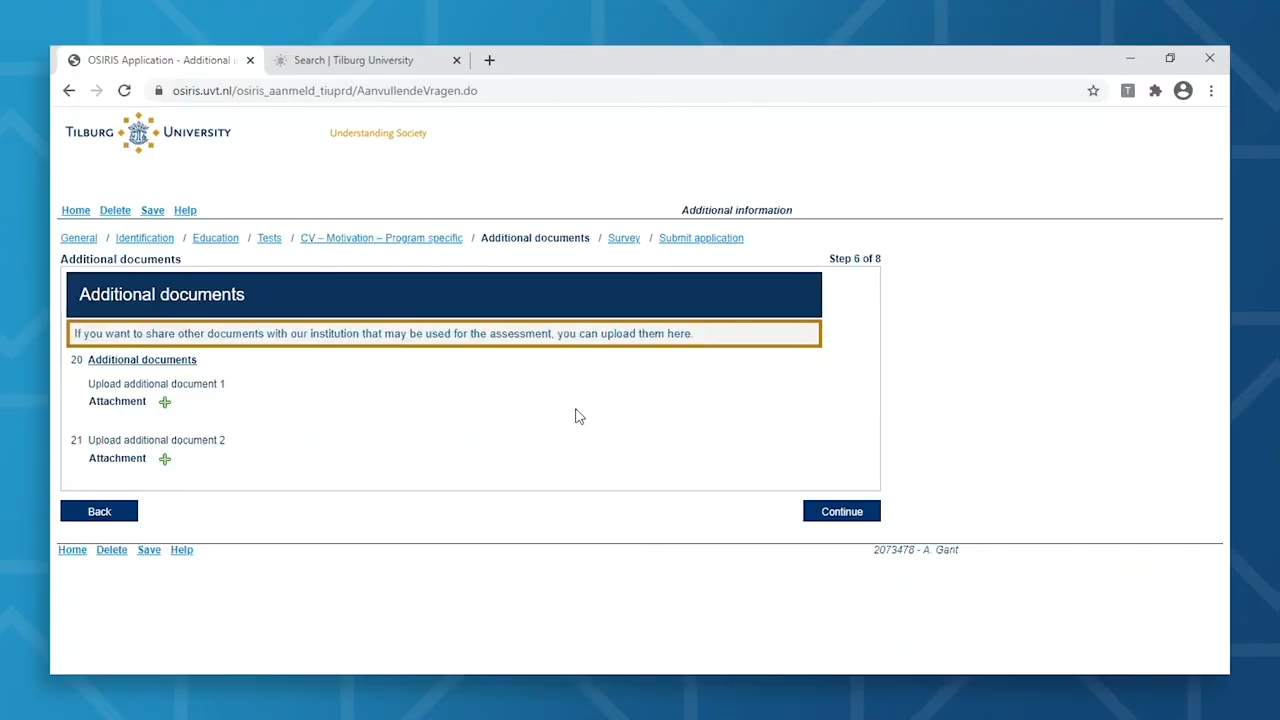 OSIRIS Application - Additional
Search | Tilburg University
osiris.uvt.nl/osiris_aanmeld_tiuprd/AanvullendeVragen.do
T
TILBURG UNIVERSITY
Understanding Society
Home Delete Save Help
Additional information
General / Identification / Education / Tests / CV – Motivation – Program specific / Additional documents / Survey / Submit application
Additional documents
Step 6 of 8
Additional documents
If you want to share other documents with our institution that may be used for the assessment, you can upload them here.
20 Additional documents
Upload additional document 1
Attachment
21 Upload additional document 2
Attachment
Back
Continue
Home Delete Save Help
2073478 - A. Gant